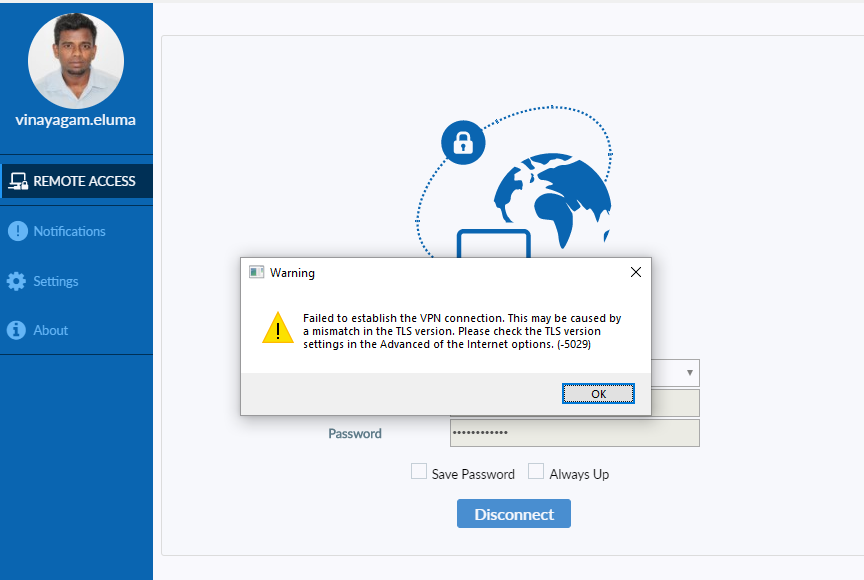 vinayagam.eluma
REMOTE ACCESS
Notifications
Settings
About
Warning
Failed to establish the VPN connection. This may be caused by
a mismatch in the TLS version. Please check the TLS version
settings in the Advanced of the Internet options. (-5029)
OK
Password
Save Password
Always Up
Disconnect